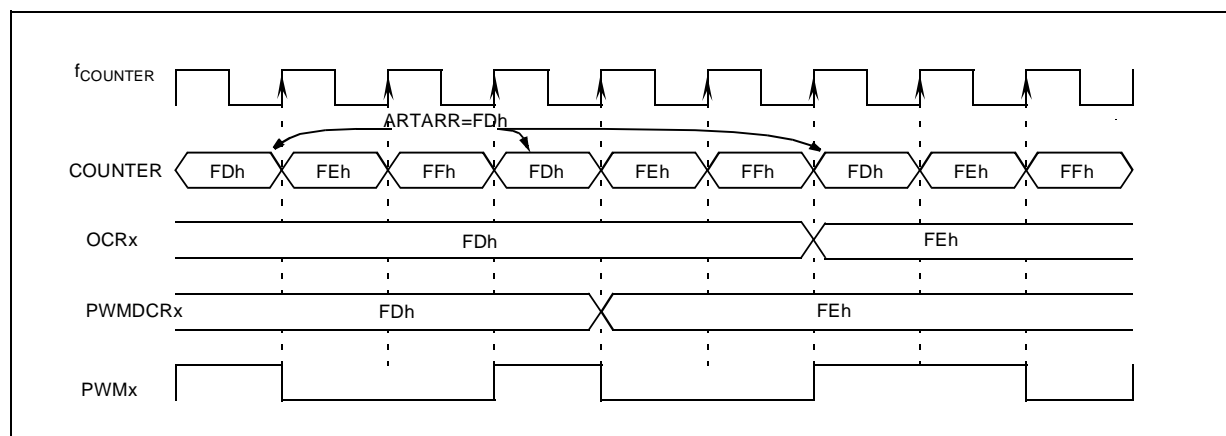 fCOUNTER
ARTARR=FDh
COUNTER FDh FEh FFh FDh FEh FFh FDh FEh FFh
OCRx FDh FEh
PWMDCRx FDh FEh
PWMx